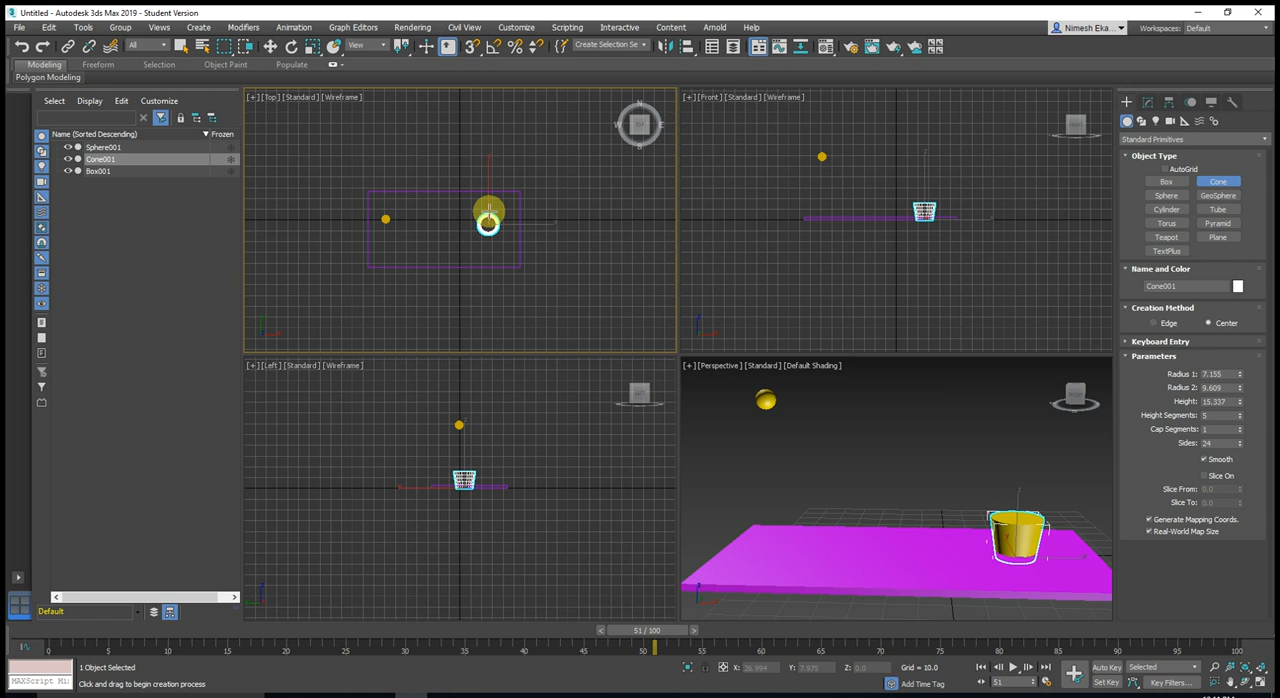 Untitled - Autodesk 3ds Max 2019 - Student Version
File Edit Tools Group Views Create Modifiers Animation Graph Editors Rendering Civil View Customize Scripting Interactive Content Arnold Help
Nimesh Eka... Workspaces: Default
All View Create Selection Se
Modeling Freeform Selection Object Paint Populate
Polygon Modeling
Select Display Edit Customize
Name (Sorted Descending) Frozen
Sphere001
Cone001
Box001
Default
[+] [Top] [Standard] [Wireframe]
N
W TOP E
S
[+] [Front] [Standard] [Wireframe]
[+] [Left] [Standard] [Wireframe]
[+] [Perspective] [Standard] [Default Shading]
Standard Primitives
Object Type
AutoGrid
Box Cone
Sphere GeoSphere
Cylinder Tube
Torus Pyramid
Teapot Plane
TextPlus
Name and Color
Cone001
Creation Method
Edge Center
Keyboard Entry
Parameters
Radius 1: 7.155
Radius 2: 9.609
Height: 15.337
Height Segments: 5
Cap Segments: 1
Sides: 24
Smooth
Slice On
Slice From: 0.0
Slice To: 0.0
Generate Mapping Coords.
Real-World Map Size
51 / 100
0 5 10 15 20 25 30 35 40 45 50 55 60 65 70 75 80 85 90 95 100
MAXScript Mi
1 Object Selected
Click and drag to begin creation process
X: 26.994 Y: 7.975 Z: 0.0 Grid = 10.0
Add Time Tag
51
Auto Key Selected
Set Key Key Filters...